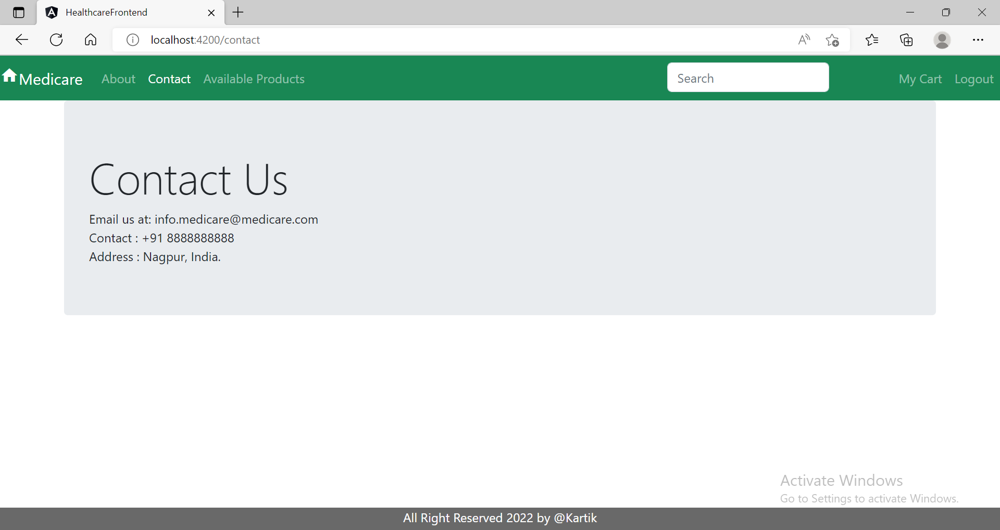 HealthcareFrontend
localhost:4200/contact
Medicare About Contact Available Products Search My Cart Logout
Contact Us
Email us at: info.medicare@medicare.com
Contact : +91 8888888888
Address : Nagpur, India.
Activate Windows
Go to Settings to activate Windows.
All Right Reserved 2022 by @Kartik